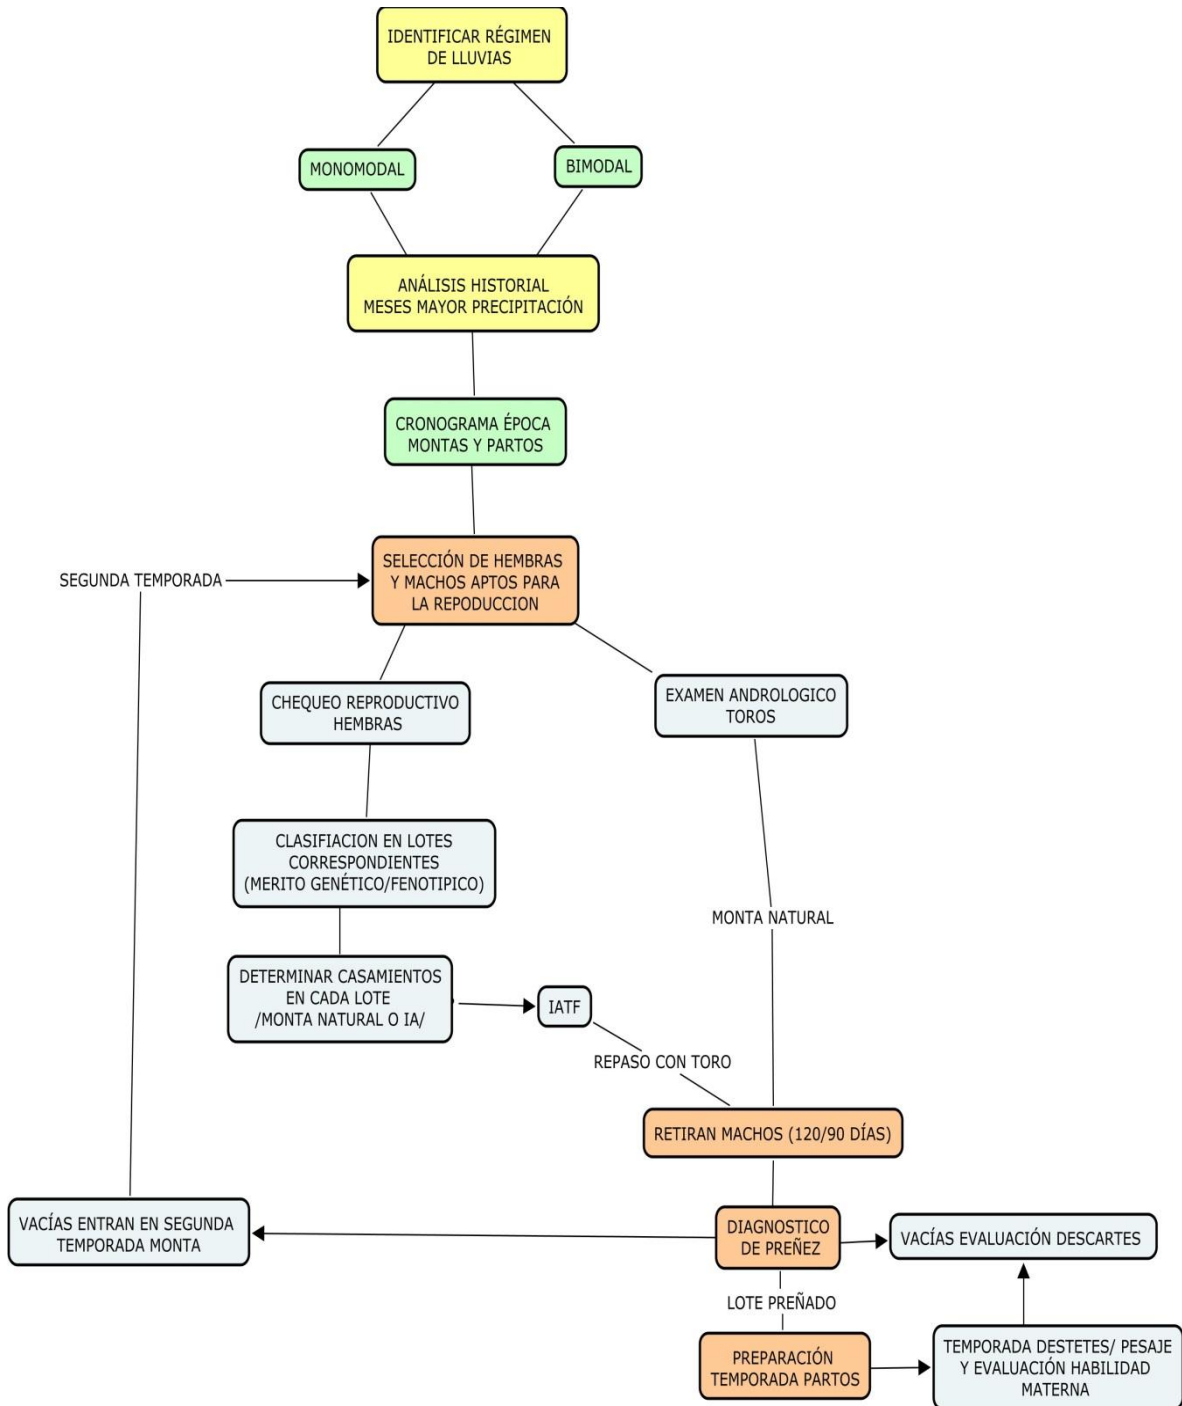 IDENTIFICAR RÉGIMEN
DE LLUVIAS
MONOMODAL
BIMODAL
ANÁLISIS HISTORIAL
MESES MAYOR PRECIPITACIÓN
CRONOGRAMA ÉPOCA
MONTAS Y PARTOS
SEGUNDA TEMPORADA
SELECCIÓN DE HEMBRAS
Y MACHOS APTOS PARA
LA REPODUCCION
CHEQUEO REPRODUCTIVO
HEMBRAS
EXAMEN ANDROLOGICO
TOROS
CLASIFIACION EN LOTES
CORRESPONDIENTES
(MERITO GENÉTICO/FENOTIPICO)
MONTA NATURAL
DETERMINAR CASAMIENTOS
EN CADA LOTE
/MONTA NATURAL O IA/
IATF
REPASO CON TORO
RETIRAN MACHOS (120/90 DÍAS)
VACÍAS ENTRAN EN SEGUNDA
TEMPORADA MONTA
DIAGNOSTICO
DE PREÑEZ
VACÍAS EVALUACIÓN DESCARTES
LOTE PREÑADO
PREPARACIÓN
TEMPORADA PARTOS
TEMPORADA DESTETES/ PESAJE
Y EVALUACIÓN HABILIDAD
MATERNA